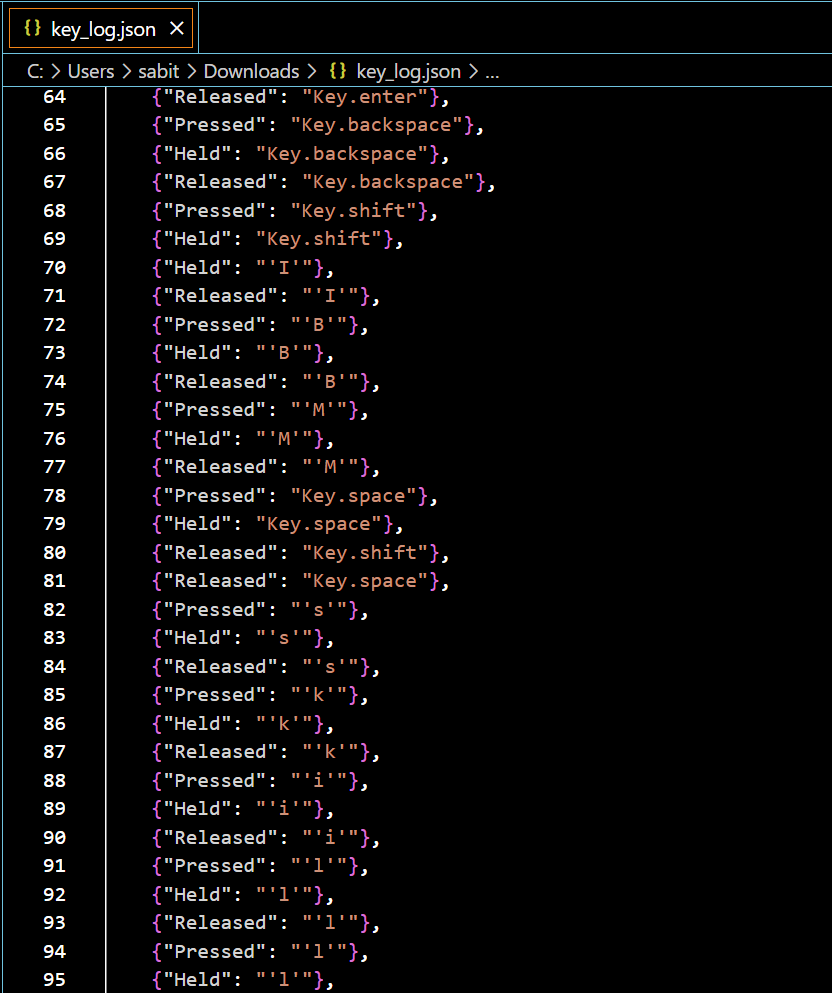 {} key_log.json ×
C: > Users > sabit > Downloads > {} key_log.json > ...
64 {"Released": "Key.enter"},
65 {"Pressed": "Key.backspace"},
66 {"Held": "Key.backspace"},
67 {"Released": "Key.backspace"},
68 {"Pressed": "Key.shift"},
69 {"Held": "Key.shift"},
70 {"Held": "'I'"},
71 {"Released": "'I'"},
72 {"Pressed": "'B'"},
73 {"Held": "'B'"},
74 {"Released": "'B'"},
75 {"Pressed": "'M'"},
76 {"Held": "'M'"},
77 {"Released": "'M'"},
78 {"Pressed": "Key.space"},
79 {"Held": "Key.space"},
80 {"Released": "Key.shift"},
81 {"Released": "Key.space"},
82 {"Pressed": "'s'"},
83 {"Held": "'s'"},
84 {"Released": "'s'"},
85 {"Pressed": "'k'"},
86 {"Held": "'k'"},
87 {"Released": "'k'"},
88 {"Pressed": "'i'"},
89 {"Held": "'i'"},
90 {"Released": "'i'"},
91 {"Pressed": "'l'"},
92 {"Held": "'l'"},
93 {"Released": "'l'"},
94 {"Pressed": "'l'"},
95 {"Held": "'l'"},